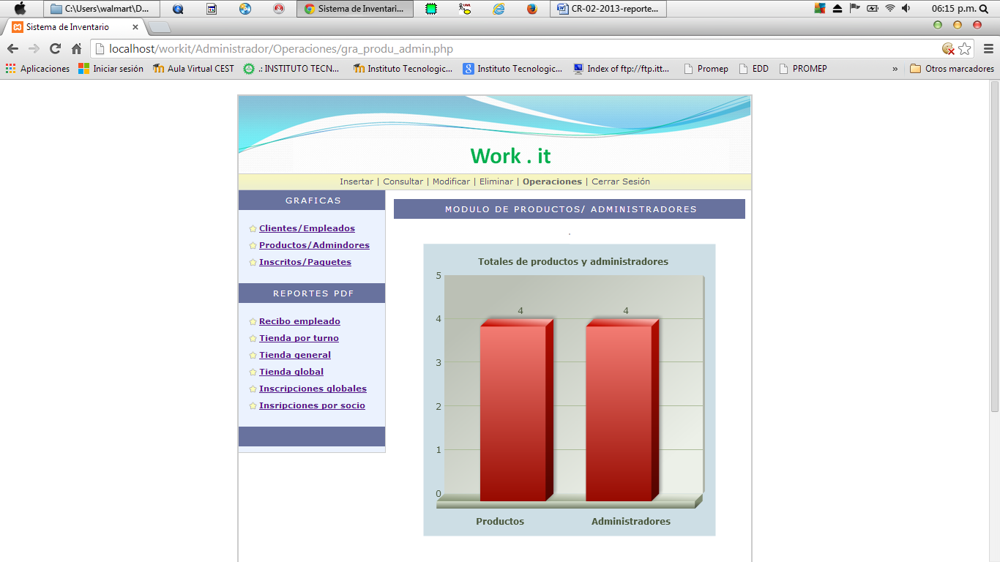 C:\Users\walmart\D...
Sistema de Inventari...
UML
CR-02-2013-reporte...
06:15 p.m.
Sistema de Inventario
localhost/workit/Administrador/Operaciones/gra_produ_admin.php
Aplicaciones
Iniciar sesión
Aula Virtual CEST
.: INSTITUTO TECN...
Instituto Tecnologic...
Instituto Tecnologic...
Index of ftp://ftp.itt...
Promep
EDD
PROMEP
»
Otros marcadores
Work . it
Insertar | Consultar | Modificar | Eliminar | Operaciones | Cerrar Sesión
GRAFICAS
Clientes/Empleados
Productos/Admindores
Inscritos/Paquetes
REPORTES PDF
Recibo empleado
Tienda por turno
Tienda general
Tienda global
Inscripciones globales
Insripciones por socio
MODULO DE PRODUCTOS/ ADMINISTRADORES
.
Totales de productos y administradores
5
4
3
2
1
0
4
4
Productos
Administradores